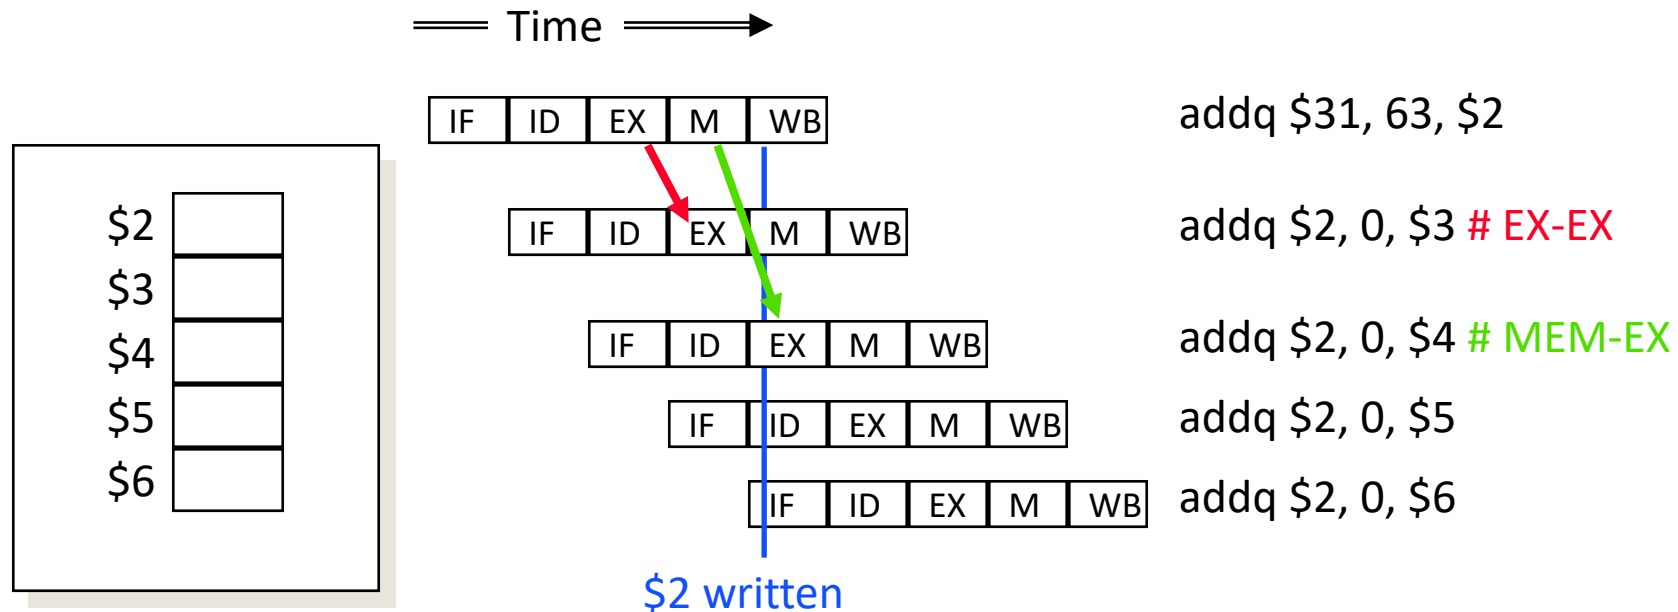 Time
IF ID EX M WB addq $31, 63, $2
$2 IF ID EX M WB addq $2, 0, $3 # EX-EX
$3
$4 IF ID EX M WB addq $2, 0, $4 # MEM-EX
$5 IF ID EX M WB addq $2, 0, $5
$6 IF ID EX M WB addq $2, 0, $6
$2 written